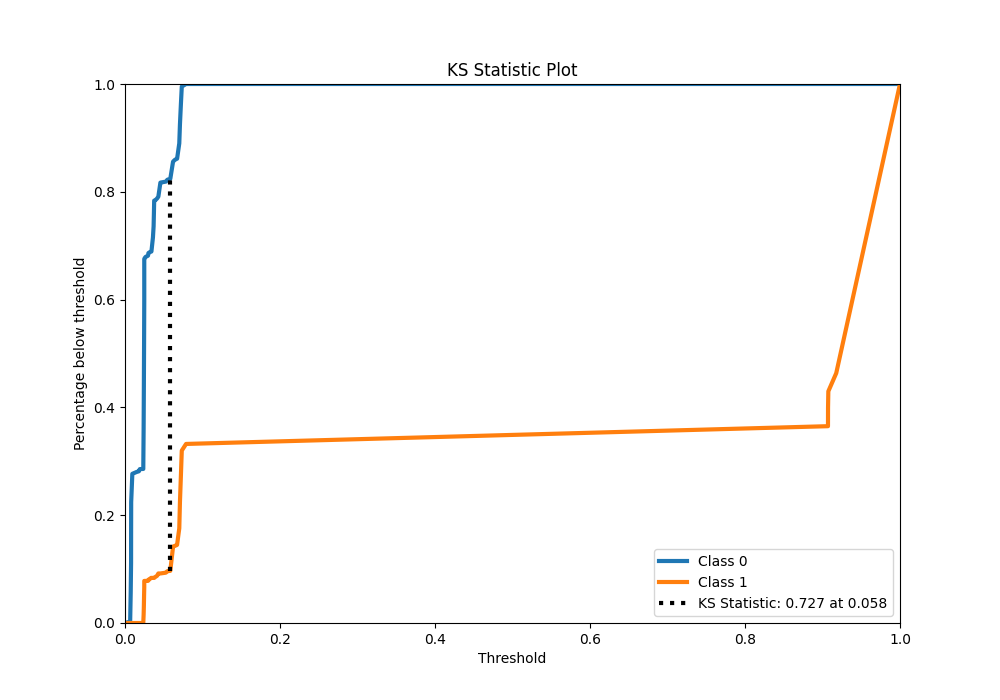 KS Statistic Plot
1.0
0.8
0.6
0.4
0.2
0.0
Percentage below threshold
0.0 0.2 0.4 0.6 0.8 1.0
Threshold
Class 0
Class 1
KS Statistic: 0.727 at 0.058